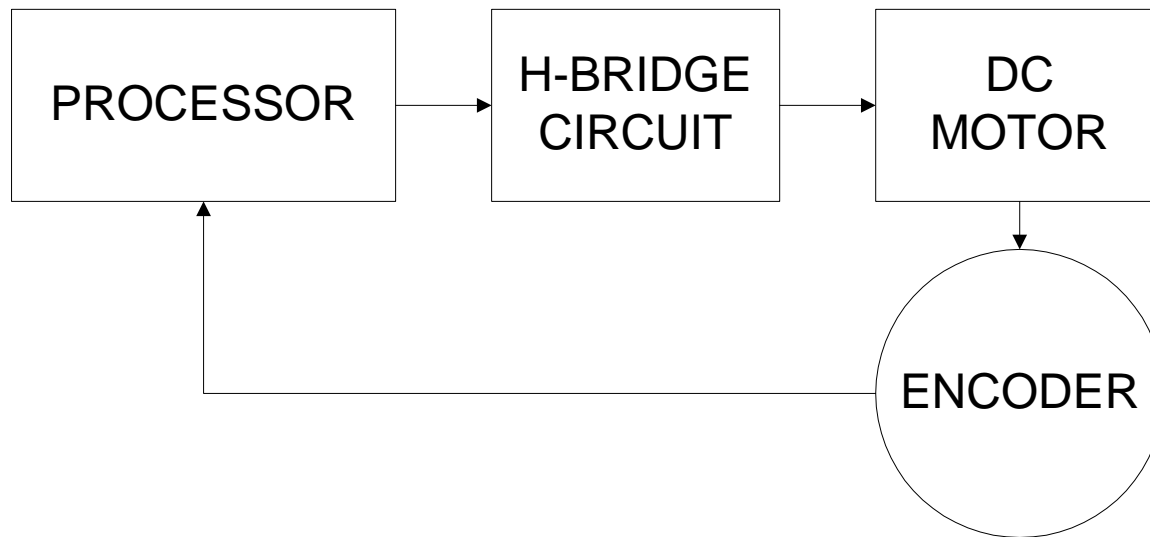 PROCESSOR
H-BRIDGE
CIRCUIT
DC
MOTOR
ENCODER